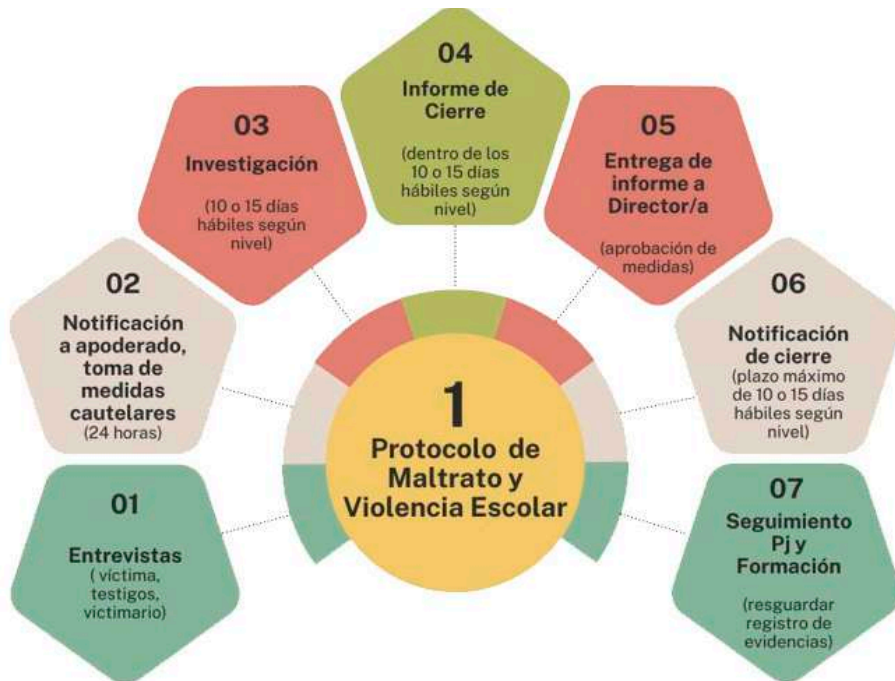 1
Protocolo de
Maltrato y
Violencia Escolar
01
Entrevistas
( víctima,
testigos,
victimario)
02
Notificación
a apoderado,
toma de
medidas
cautelares
(24 horas)
03
Investigación
(10 o 15 días
hábiles según
nivel)
04
Informe de
Cierre
(dentro de los
10 o 15 días
hábiles según
nivel)
05
Entrega de
informe a
Director/a
(aprobación de
medidas)
06
Notificación
de cierre
(plazo máximo
de 10 o 15 días
hábiles según
nivel)
07
Seguimiento
Pj y
Formación
(resguardar
registro de
evidencias)